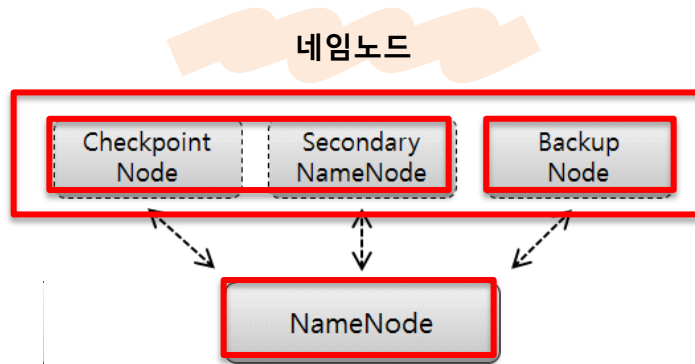 네임노드
Checkpoint
Node
Secondary
NameNode
Backup
Node
NameNode